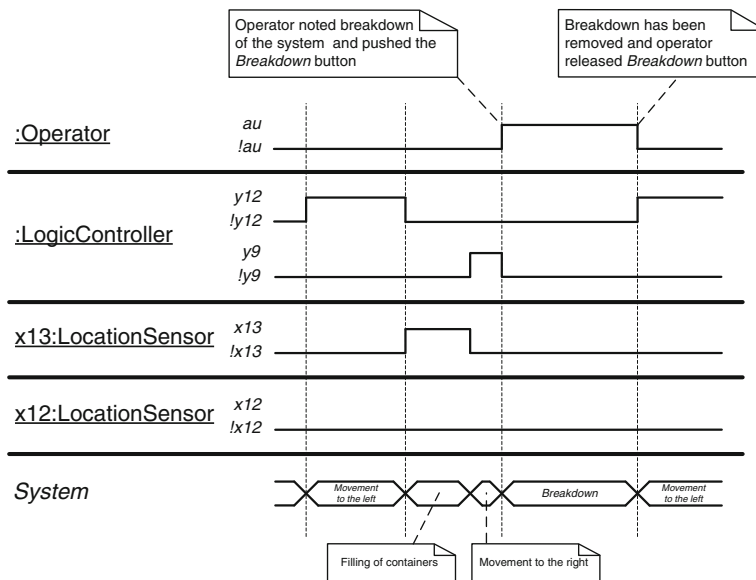 Operator noted breakdown
of the system and pushed the
Breakdown button
Breakdown has been
removed and operator
released Breakdown button
:Operator
au
!au
:LogicController
y12
!y12
y9
!y9
x13:LocationSensor
x13
!x13
x12:LocationSensor
x12
!x12
System
Movement
to the left
Breakdown
Movement
to the left
Filling of containers
Movement to the right